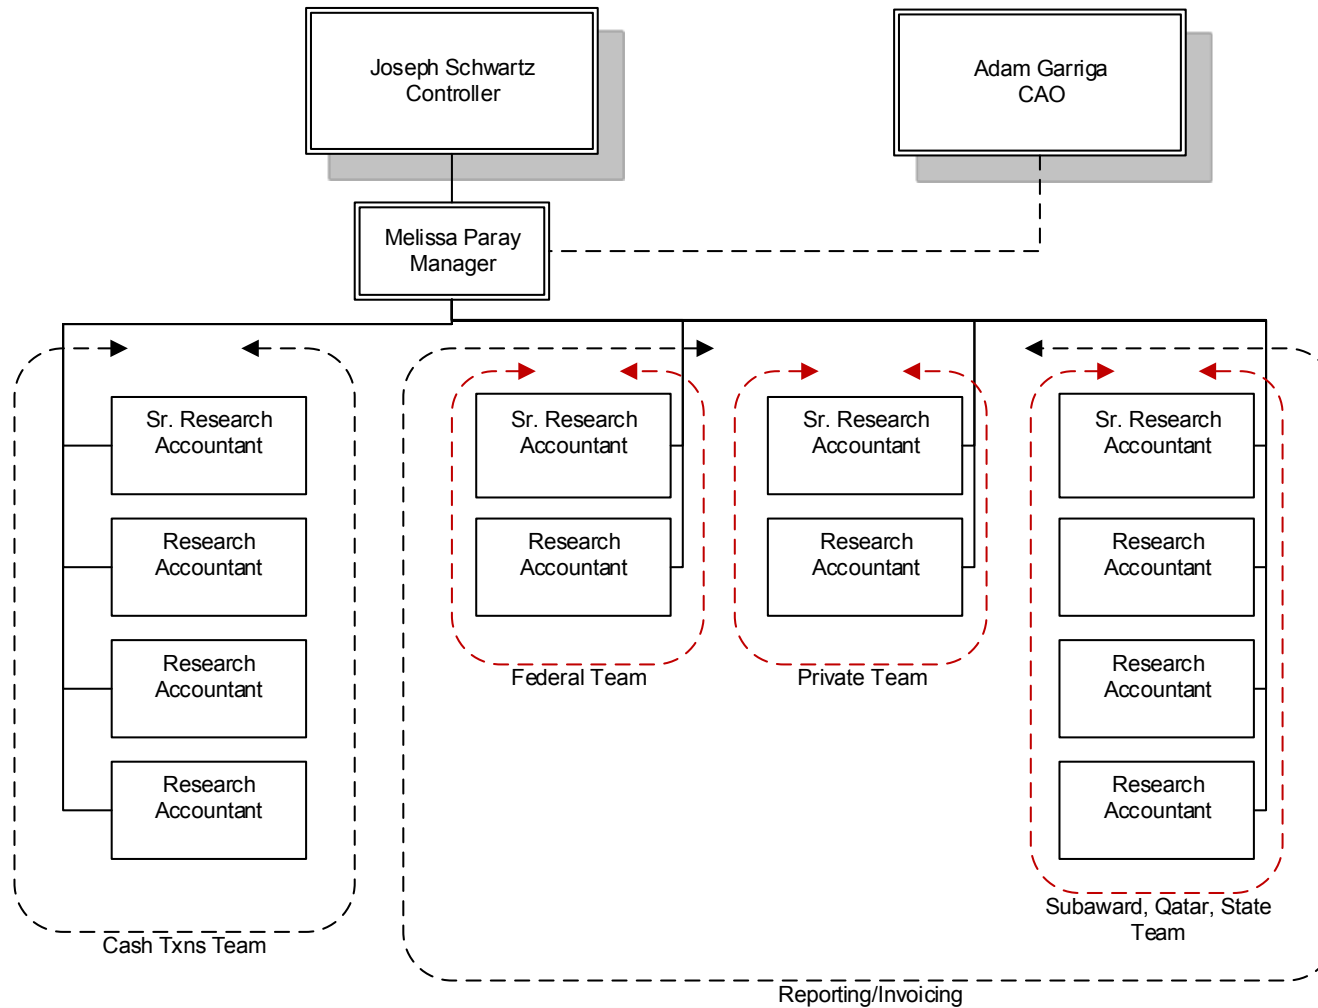 Joseph Schwartz
Controller
Adam Garriga
CAO
Melissa Paray
Manager
Sr. Research
Accountant
Research
Accountant
Research
Accountant
Research
Accountant
Cash Txns Team
Sr. Research
Accountant
Research
Accountant
Federal Team
Sr. Research
Accountant
Research
Accountant
Private Team
Sr. Research
Accountant
Research
Accountant
Research
Accountant
Research
Accountant
Subaward, Qatar, State
Team
Reporting/Invoicing